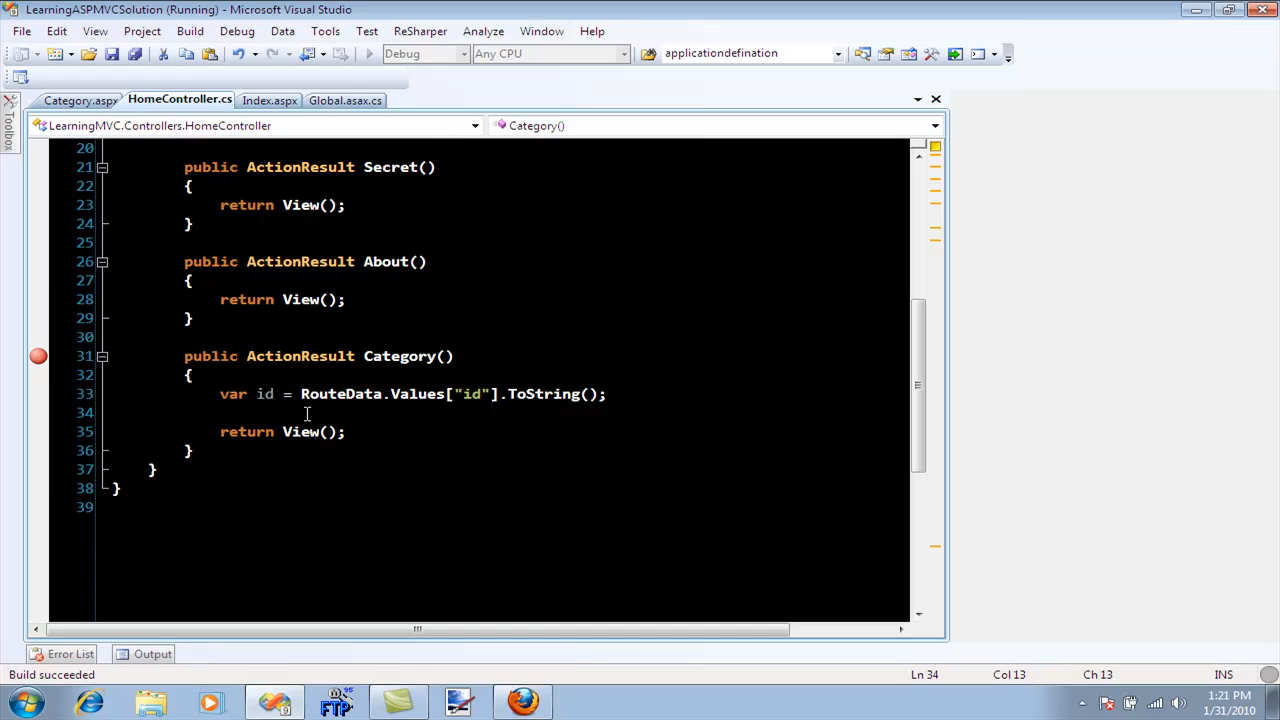 LearningASPMVCSolution (Running) - Microsoft Visual Studio
File Edit View Project Build Debug Data Tools Test ReSharper Analyze Window Help
Debug Any CPU applicationdefination
Category.aspx HomeController.cs Index.aspx Global.asax.cs
LearningMVC.Controllers.HomeController Category()
Toolbox
20
21 public ActionResult Secret()
22 {
23 return View();
24 }
25
26 public ActionResult About()
27 {
28 return View();
29 }
30
31 public ActionResult Category()
32 {
33 var id = RouteData.Values["id"].ToString();
34
35 return View();
36 }
37 }
38 }
39
Error List Output
Build succeeded Ln 34 Col 13 Ch 13 INS
FTP 1:21 PM
1/31/2010